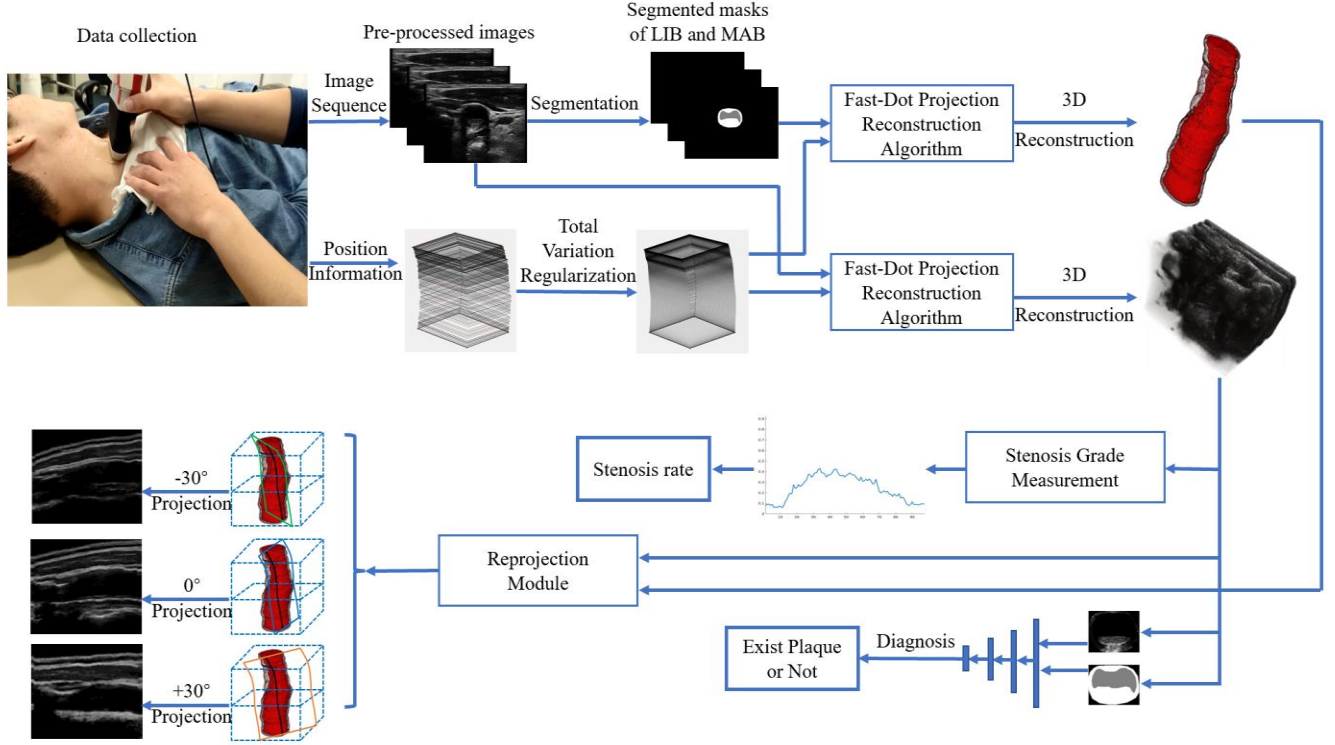 Data collection
Pre-processed images
Segmented masks
of LIB and MAB
Image
Sequence
Segmentation
Fast-Dot Projection
Reconstruction
Algorithm
3D
Reconstruction
Position
Information
Total
Variation
Regularization
Fast-Dot Projection
Reconstruction
Algorithm
3D
Reconstruction
-30°
Projection
0°
Projection
+30°
Projection
Reprojection
Module
Stenosis rate
Stenosis Grade
Measurement
Exist Plaque
or Not
Diagnosis